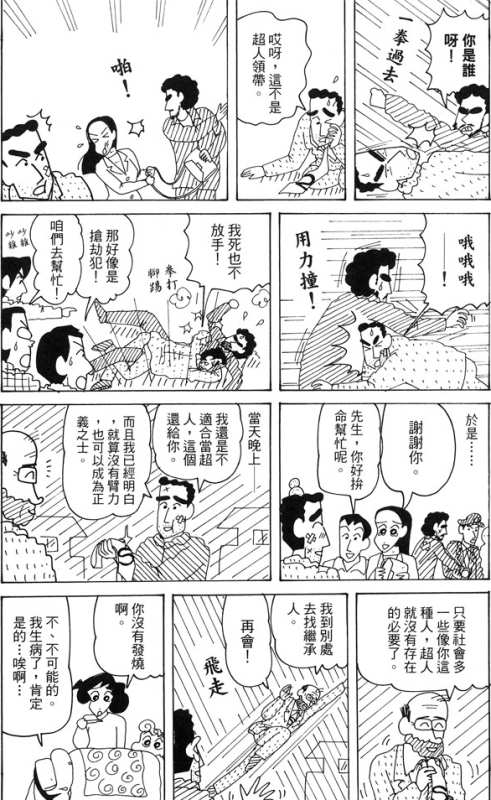 你是誰
呀！
一拳過去
哎呀，這不是
超人領帶。
啪！
哦哦哦
用力撞！
我死也不
放手！
拳打
腳踢
那好像是
搶劫犯！
咱們去幫忙！
吵吵
雜雜
於是……
謝謝你。
先生，你好拚
命幫忙呢。
當天晚上
我還是不
適合當超
人，這個
還給你。
而且我已經明白
，就算沒有臂力
，也可以成為正
義之士。
只要社會多
一些像你這
種人，超人
就沒有存在
的必要了。
我到別處
去找繼承
人。
再會！
飛走
你沒有發燒
啊。
不、不可能的。
我生病了，肯定
是的…唉啊…